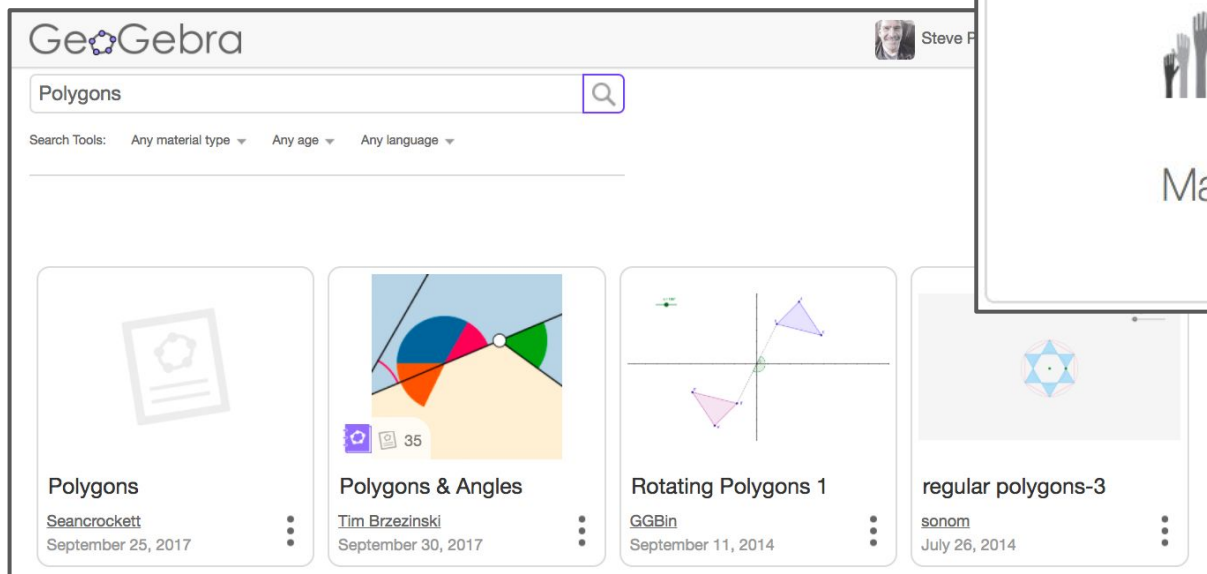 GeoGebra
Steve
Polygons
Search Tools: Any material type Any age Any language
35
Polygons
Seancrockett
September 25, 2017
Polygons & Angles
Tim Brzezinski
September 30, 2017
Rotating Polygons 1
GGBin
September 11, 2014
regular polygons-3
sonom
July 26, 2014